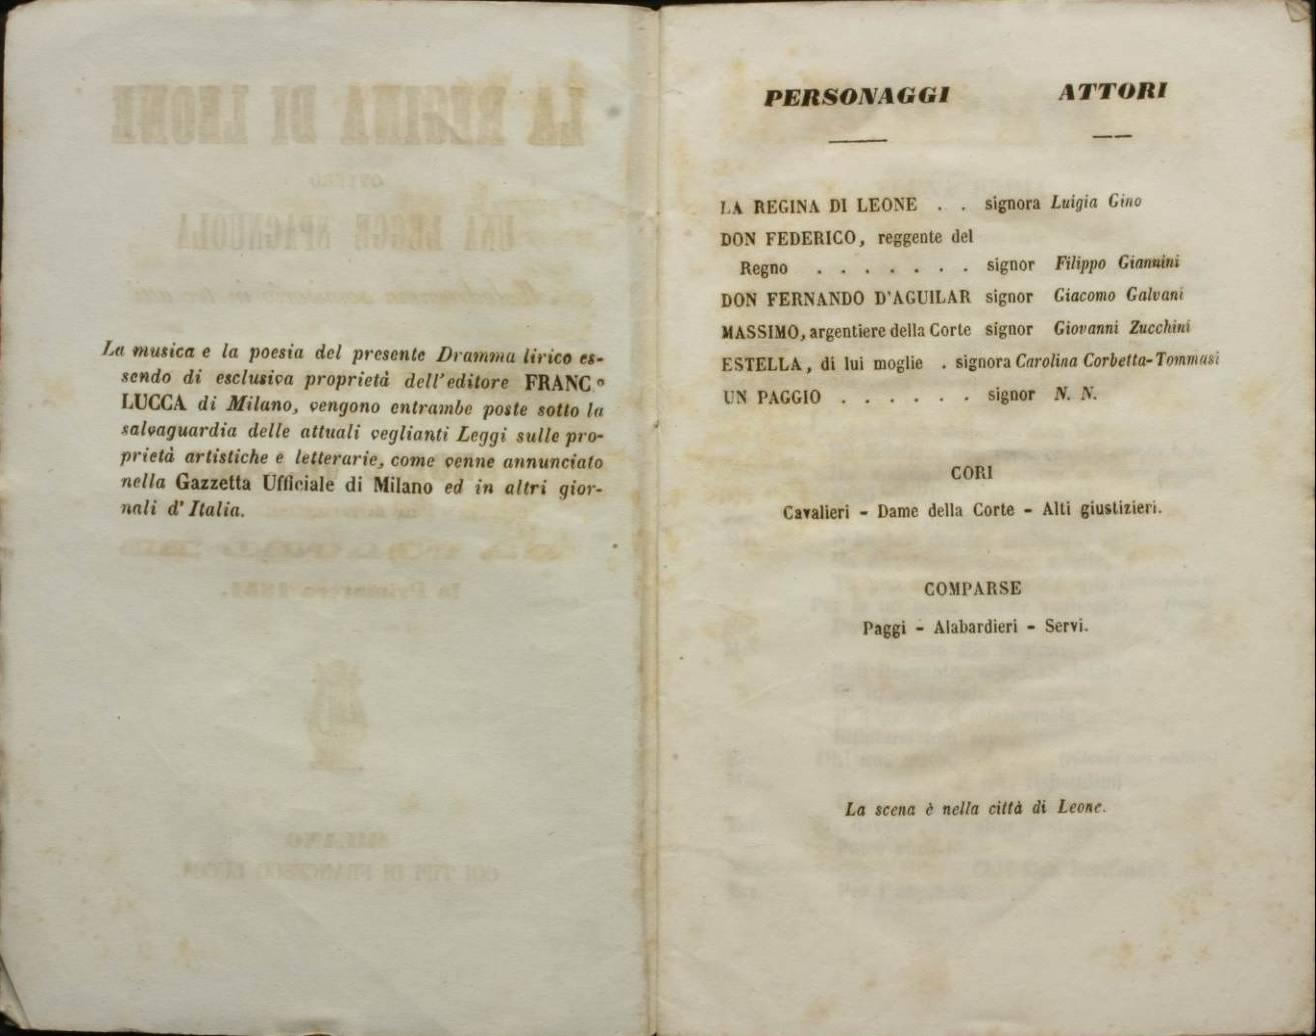 La musica e la poesia del presente Dramma lirico es-
sendo di esclusiva proprietà dell'editore FRANC.º
LUCCA di Milano, vengono entrambe poste sotto la
salvaguardia delle attuali veglianti Leggi sulle pro-
prietà artistiche e letterarie, come venne annunciato
nella Gazzetta Ufficiale di Milano ed in altri gior-
nali d'Italia.
PERSONAGGI ATTORI
LA REGINA DI LEONE . . signora Luigia Gino
DON FEDERICO, reggente del
Regno . . . . . . . signor Filippo Giannini
DON FERNANDO D'AGUILAR signor Giacomo Galvani
MASSIMO, argentiere della Corte signor Giovanni Zucchini
ESTELLA, di lui moglie . signora Carolina Corbetta-Tommasi
UN PAGGIO . . . . . . signor N. N.
CORI
Cavalieri - Dame della Corte - Alti giustizieri.
COMPARSE
Paggi - Alabardieri - Servi.
La scena è nella città di Leone.